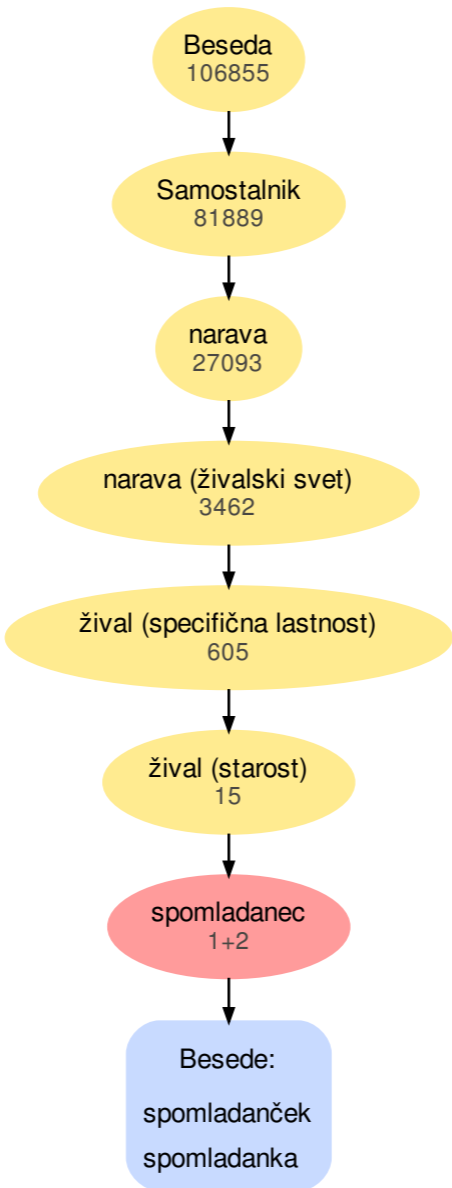 Beseda
106855
Samostalnik
81889
narava
27093
narava (živalski svet)
3462
žival (specifična lastnost)
605
žival (starost)
15
spomladanec
1+2
Besede:
spomladanček
spomladanka